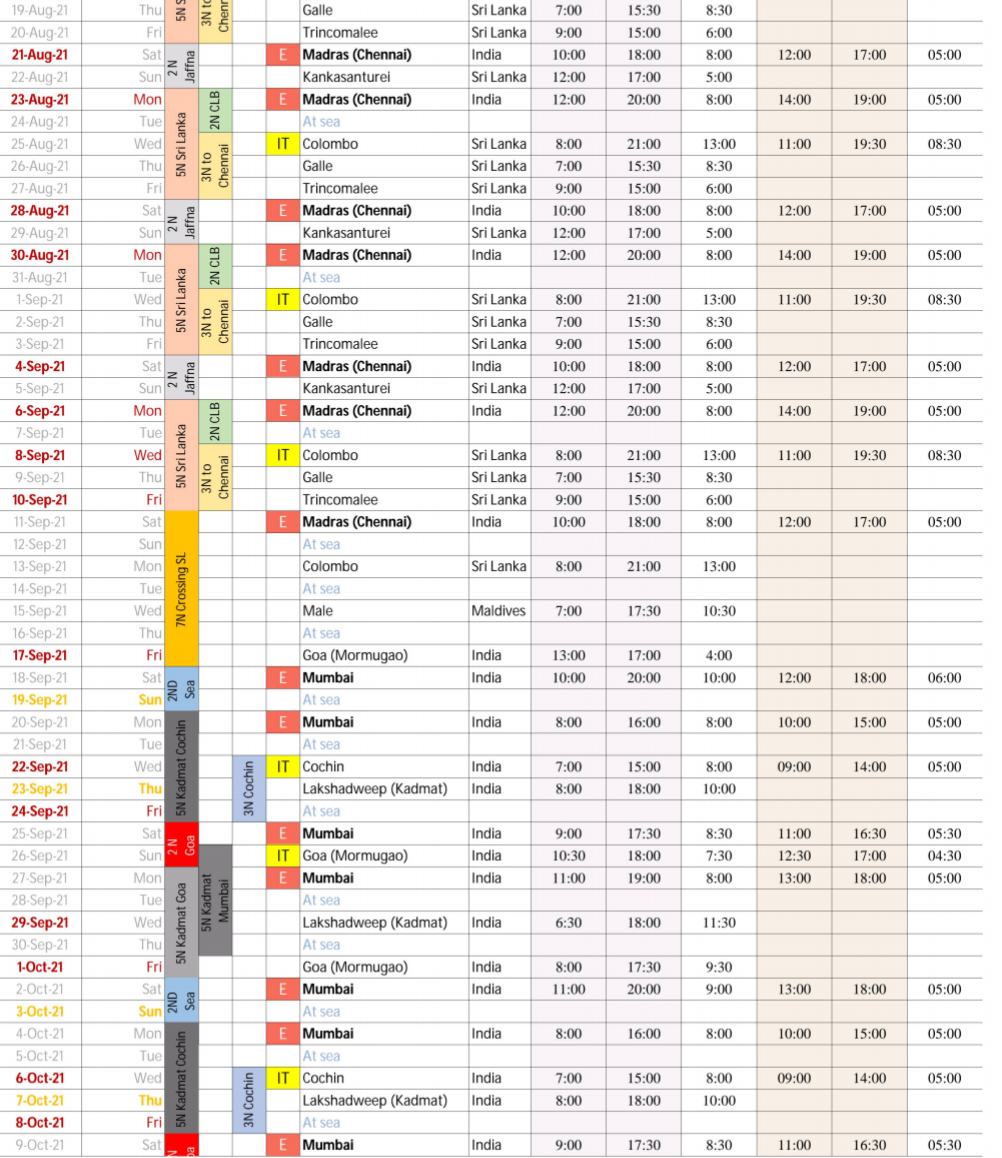 19-Aug-21 Thu 5N S 3N to Chenn Galle Sri Lanka 7:00 15:30 8:30
20-Aug-21 Fri Trincomalee Sri Lanka 9:00 15:00 6:00
21-Aug-21 Sat 2 N Jaffna E Madras (Chennai) India 10:00 18:00 8:00 12:00 17:00 05:00
22-Aug-21 Sun Kankasanturei Sri Lanka 12:00 17:00 5:00
23-Aug-21 Mon 5N Sri Lanka 2N CLB E Madras (Chennai) India 12:00 20:00 8:00 14:00 19:00 05:00
24-Aug-21 Tue At sea
25-Aug-21 Wed 3N to Chennai IT Colombo Sri Lanka 8:00 21:00 13:00 11:00 19:30 08:30
26-Aug-21 Thu Galle Sri Lanka 7:00 15:30 8:30
27-Aug-21 Fri Trincomalee Sri Lanka 9:00 15:00 6:00
28-Aug-21 Sat 2 N Jaffna E Madras (Chennai) India 10:00 18:00 8:00 12:00 17:00 05:00
29-Aug-21 Sun Kankasanturei Sri Lanka 12:00 17:00 5:00
30-Aug-21 Mon 5N Sri Lanka 2N CLB E Madras (Chennai) India 12:00 20:00 8:00 14:00 19:00 05:00
31-Aug-21 Tue At sea
1-Sep-21 Wed 3N to Chennai IT Colombo Sri Lanka 8:00 21:00 13:00 11:00 19:30 08:30
2-Sep-21 Thu Galle Sri Lanka 7:00 15:30 8:30
3-Sep-21 Fri Trincomalee Sri Lanka 9:00 15:00 6:00
4-Sep-21 Sat 2 N Jaffna E Madras (Chennai) India 10:00 18:00 8:00 12:00 17:00 05:00
5-Sep-21 Sun Kankasanturei Sri Lanka 12:00 17:00 5:00
6-Sep-21 Mon 5N Sri Lanka 2N CLB E Madras (Chennai) India 12:00 20:00 8:00 14:00 19:00 05:00
7-Sep-21 Tue At sea
8-Sep-21 Wed 3N to Chennai IT Colombo Sri Lanka 8:00 21:00 13:00 11:00 19:30 08:30
9-Sep-21 Thu Galle Sri Lanka 7:00 15:30 8:30
10-Sep-21 Fri Trincomalee Sri Lanka 9:00 15:00 6:00
11-Sep-21 Sat 7N Crossing SL E Madras (Chennai) India 10:00 18:00 8:00 12:00 17:00 05:00
12-Sep-21 Sun At sea
13-Sep-21 Mon Colombo Sri Lanka 8:00 21:00 13:00
14-Sep-21 Tue At sea
15-Sep-21 Wed Male Maldives 7:00 17:30 10:30
16-Sep-21 Thu At sea
17-Sep-21 Fri Goa (Mormugao) India 13:00 17:00 4:00
18-Sep-21 Sat 2ND Sea E Mumbai India 10:00 20:00 10:00 12:00 18:00 06:00
19-Sep-21 Sun At sea
20-Sep-21 Mon 5N Kadmat Cochin E Mumbai India 8:00 16:00 8:00 10:00 15:00 05:00
21-Sep-21 Tue At sea
22-Sep-21 Wed 3N Cochin IT Cochin India 7:00 15:00 8:00 09:00 14:00 05:00
23-Sep-21 Thu Lakshadweep (Kadmat) India 8:00 18:00 10:00
24-Sep-21 Fri At sea
25-Sep-21 Sat 2 N Goa E Mumbai India 9:00 17:30 8:30 11:00 16:30 05:30
26-Sep-21 Sun 5N Kadmat Mumbai IT Goa (Mormugao) India 10:30 18:00 7:30 12:30 17:00 04:30
27-Sep-21 Mon 5N Kadmat Goa E Mumbai India 11:00 19:00 8:00 13:00 18:00 05:00
28-Sep-21 Tue At sea
29-Sep-21 Wed Lakshadweep (Kadmat) India 6:30 18:00 11:30
30-Sep-21 Thu At sea
1-Oct-21 Fri Goa (Mormugao) India 8:00 17:30 9:30
2-Oct-21 Sat 2ND Sea E Mumbai India 11:00 20:00 9:00 13:00 18:00 05:00
3-Oct-21 Sun At sea
4-Oct-21 Mon 5N Kadmat Cochin E Mumbai India 8:00 16:00 8:00 10:00 15:00 05:00
5-Oct-21 Tue At sea
6-Oct-21 Wed 3N Cochin IT Cochin India 7:00 15:00 8:00 09:00 14:00 05:00
7-Oct-21 Thu Lakshadweep (Kadmat) India 8:00 18:00 10:00
8-Oct-21 Fri At sea
9-Oct-21 Sat E Mumbai India 9:00 17:30 8:30 11:00 16:30 05:30